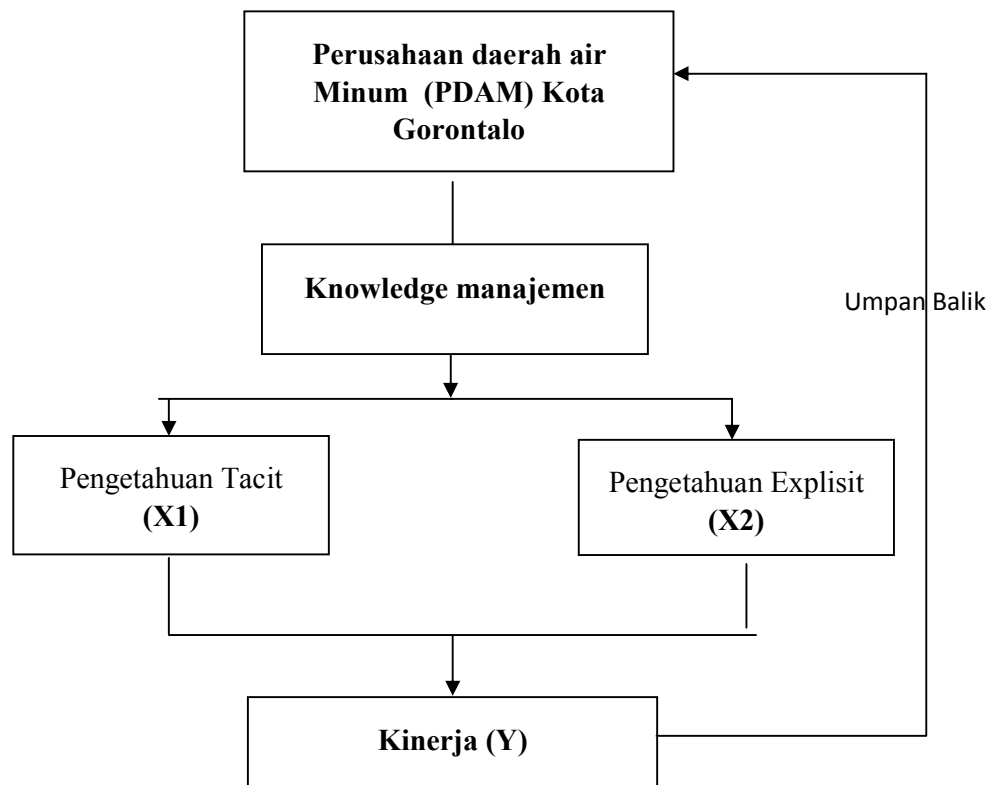 Perusahaan daerah air
Minum (PDAM) Kota
Gorontalo
Knowledge manajemen
Umpan Balik
Pengetahuan Tacit
(X1)
Pengetahuan Explisit
(X2)
Kinerja (Y)